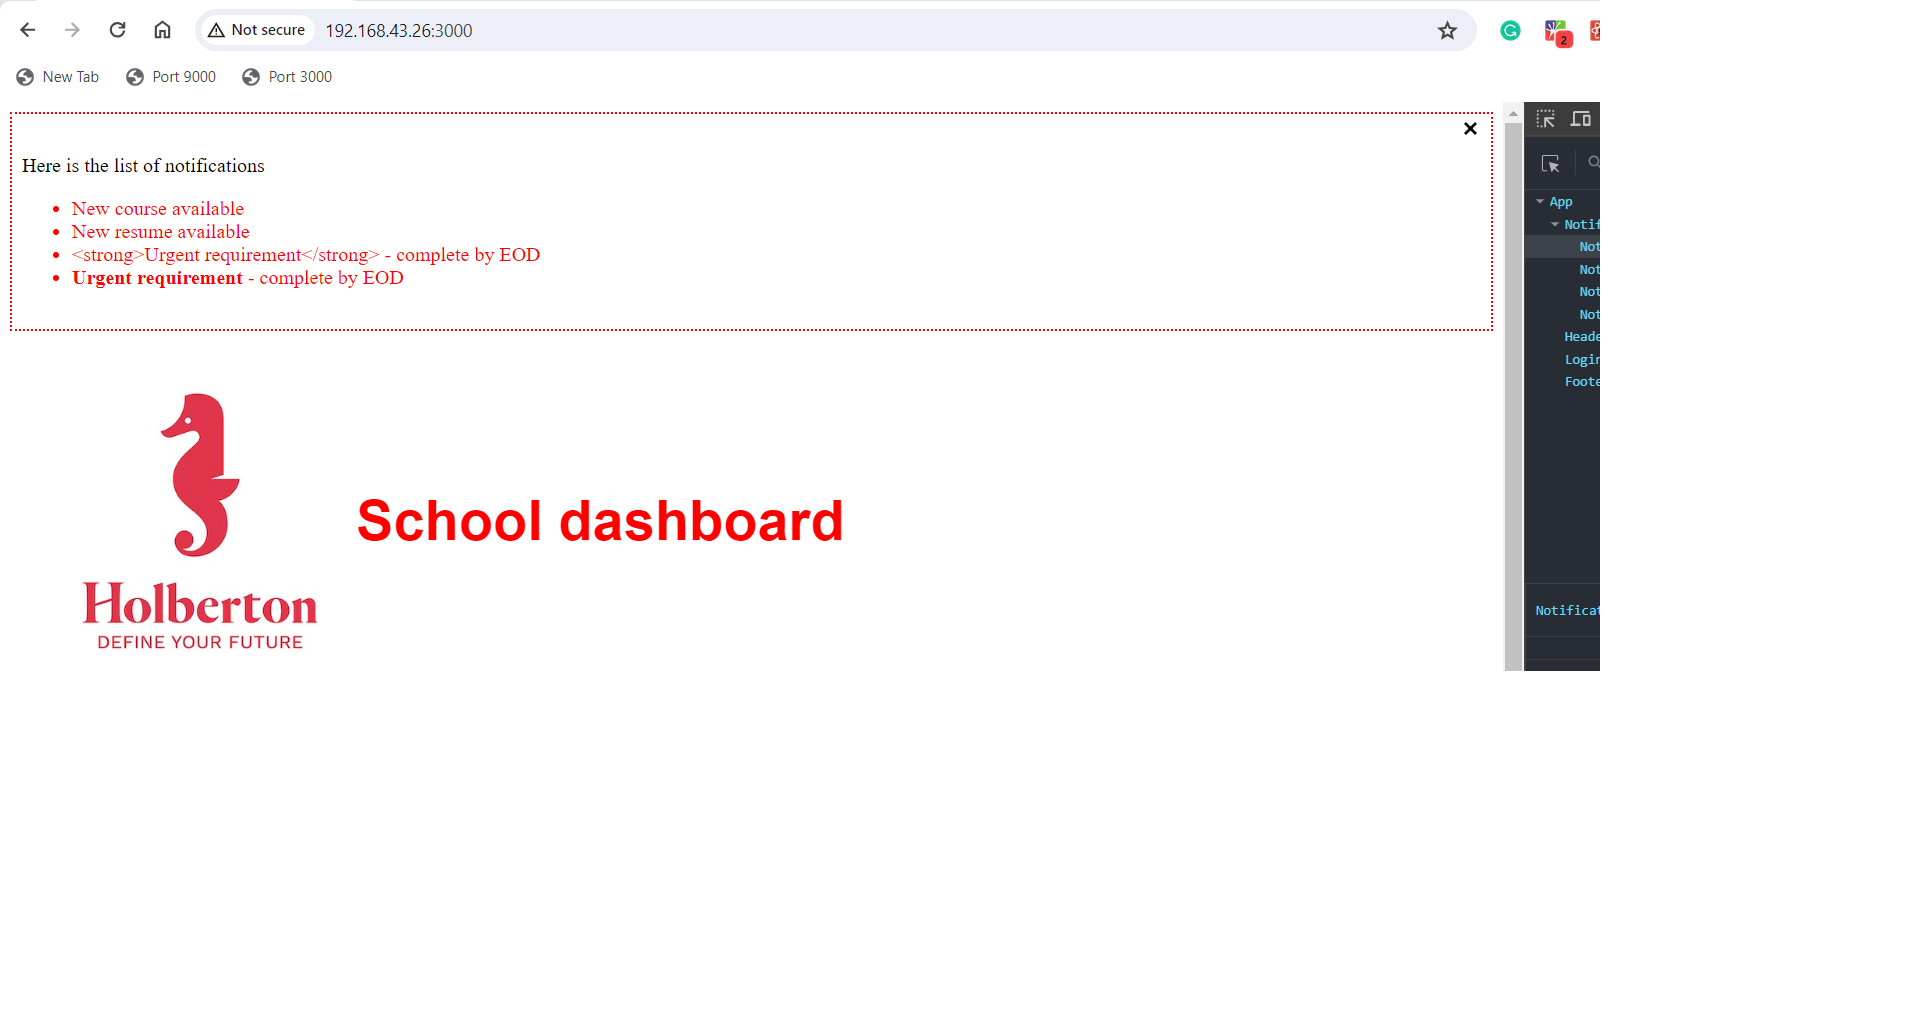 Not secure
192.168.43.26:3000
2
New Tab
Port 9000
Port 3000
Here is the list of notifications
New course available
New resume available
<strong>Urgent requirement</strong> - complete by EOD
Urgent requirement - complete by EOD
App
Notif
Not
Not
Not
Not
Heade
Login
Foote
Notificat
School dashboard
Holberton
DEFINE YOUR FUTURE